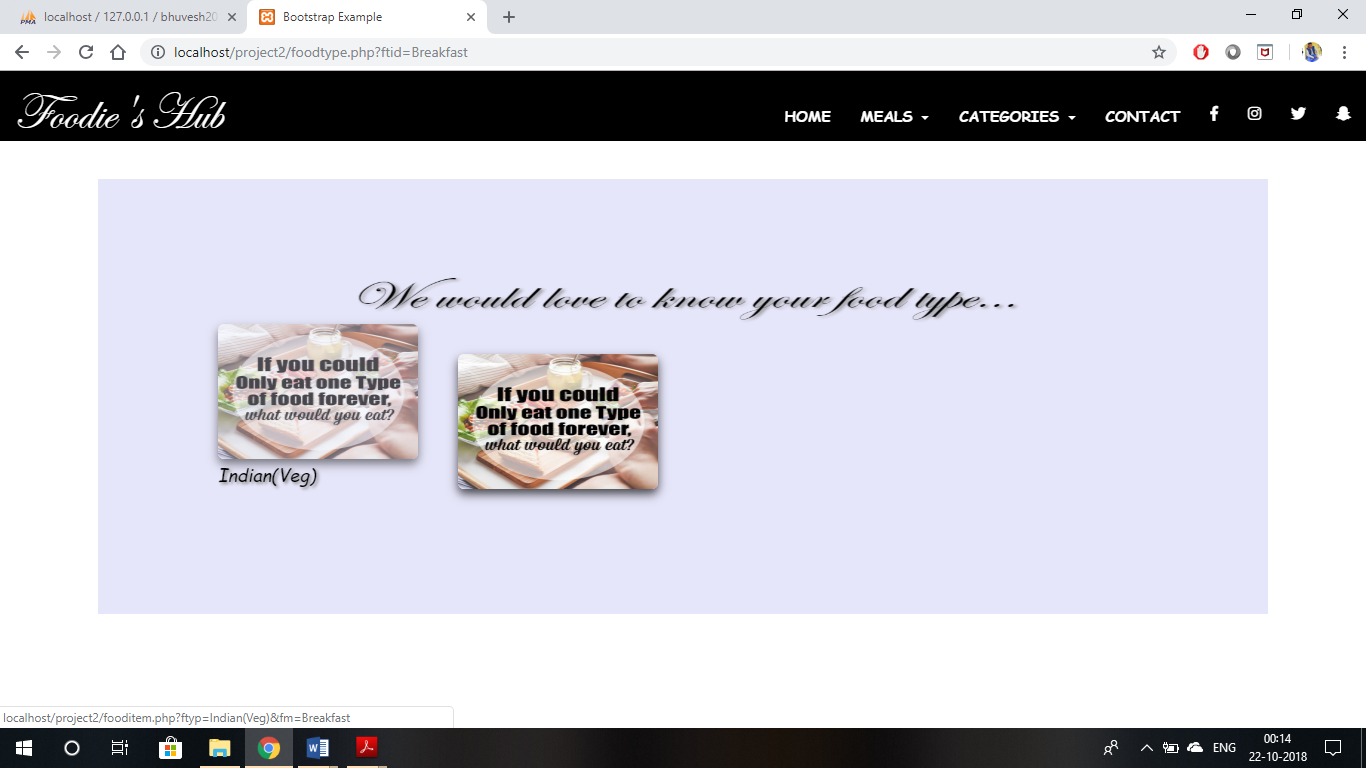 localhost / 127.0.0.1 / bhuvesh20
Bootstrap Example
localhost/project2/foodtype.php?ftid=Breakfast
Foodie's Hub
HOME MEALS CATEGORIES CONTACT
We would love to know your food type...
If you could
Only eat one Type
of food forever,
what would you eat?
Indian(Veg)
If you could
Only eat one Type
of food forever,
what would you eat?
localhost/project2/fooditem.php?ftyp=Indian(Veg)&fm=Breakfast
ENG
00:14
22-10-2018